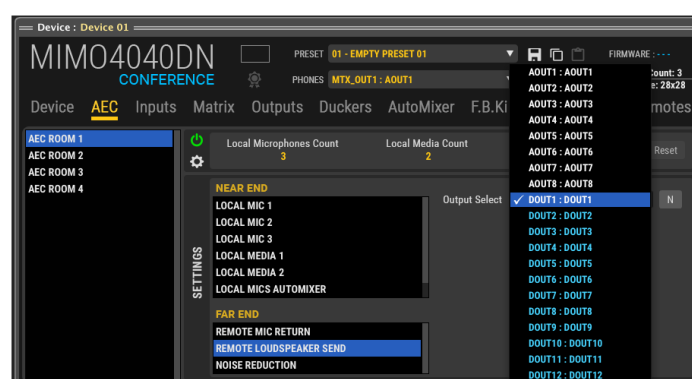 Device : Device 01
MIMO4040DN
CONFERENCE
PRESET 01 - EMPTY PRESET 01
FIRMWARE : ---
PHONES MTX_OUT1 : AOUT1
Count: 3
e: 28x28
Device AEC Inputs Matrix Outputs Duckers AutoMixer F.B.Ki
motes
AEC ROOM 1
AEC ROOM 2
AEC ROOM 3
AEC ROOM 4
Local Microphones Count
3
Local Media Count
2
Reset
SETTINGS
NEAR END
LOCAL MIC 1
LOCAL MIC 2
LOCAL MIC 3
LOCAL MEDIA 1
LOCAL MEDIA 2
LOCAL MICS AUTOMIXER
FAR END
REMOTE MIC RETURN
REMOTE LOUDSPEAKER SEND
NOISE REDUCTION
Output Select
N
AOUT1 : AOUT1
AOUT2 : AOUT2
AOUT3 : AOUT3
AOUT4 : AOUT4
AOUT5 : AOUT5
AOUT6 : AOUT6
AOUT7 : AOUT7
AOUT8 : AOUT8
DOUT1 : DOUT1
DOUT2 : DOUT2
DOUT3 : DOUT3
DOUT4 : DOUT4
DOUT5 : DOUT5
DOUT6 : DOUT6
DOUT7 : DOUT7
DOUT8 : DOUT8
DOUT9 : DOUT9
DOUT10 : DOUT10
DOUT11 : DOUT11
DOUT12 : DOUT12